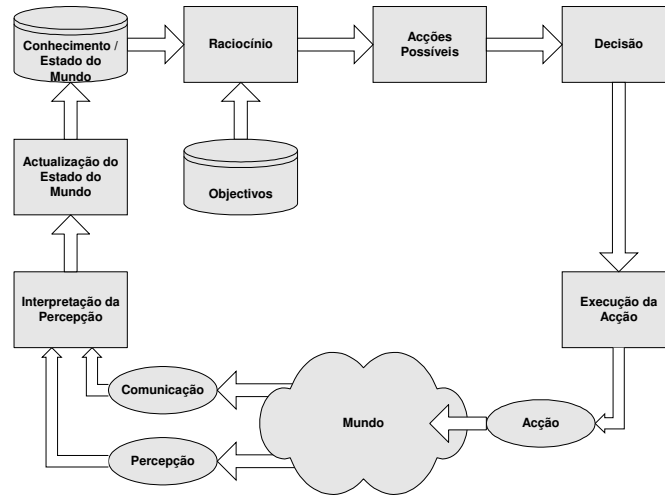 Conhecimento /
Estado do
Mundo
Raciocínio
Acções
Possíveis
Decisão
Actualização do
Estado do
Mundo
Objectivos
Interpretação da
Percepção
Execução da
Acção
Comunicação
Mundo
Acção
Percepção